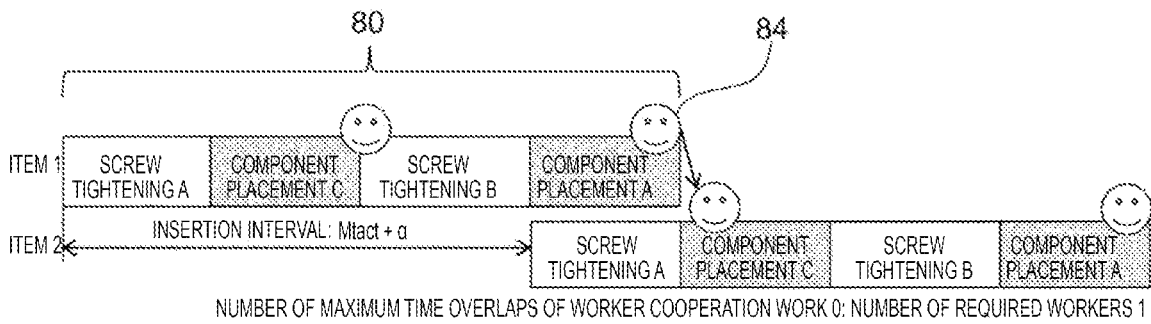 80
84
ITEM 1
SCREW TIGHTENING A
COMPONENT PLACEMENT C
SCREW TIGHTENING B
COMPONENT PLACEMENT A
INSERTION INTERVAL: Mtact + α
ITEM 2
SCREW TIGHTENING A
COMPONENT PLACEMENT C
SCREW TIGHTENING B
COMPONENT PLACEMENT A
NUMBER OF MAXIMUM TIME OVERLAPS OF WORKER COOPERATION WORK 0: NUMBER OF REQUIRED WORKERS 1